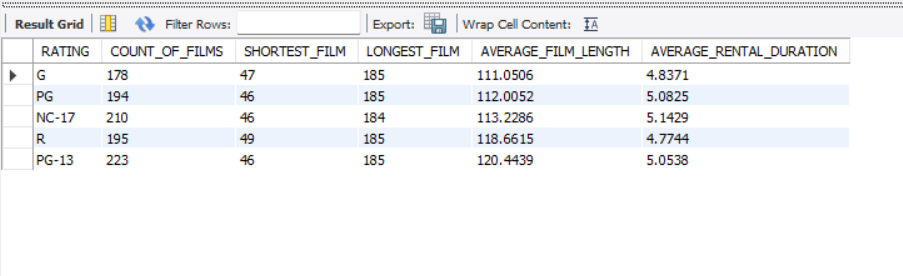 Result Grid Filter Rows: Export: Wrap Cell Content: IA
RATING COUNT_OF_FILMS SHORTEST_FILM LONGEST_FILM AVERAGE_FILM_LENGTH AVERAGE_RENTAL_DURATION
G 178 47 185 111.0506 4.8371
PG 194 46 185 112.0052 5.0825
NC-17 210 46 184 113.2286 5.1429
R 195 49 185 118.6615 4.7744
PG-13 223 46 185 120.4439 5.0538